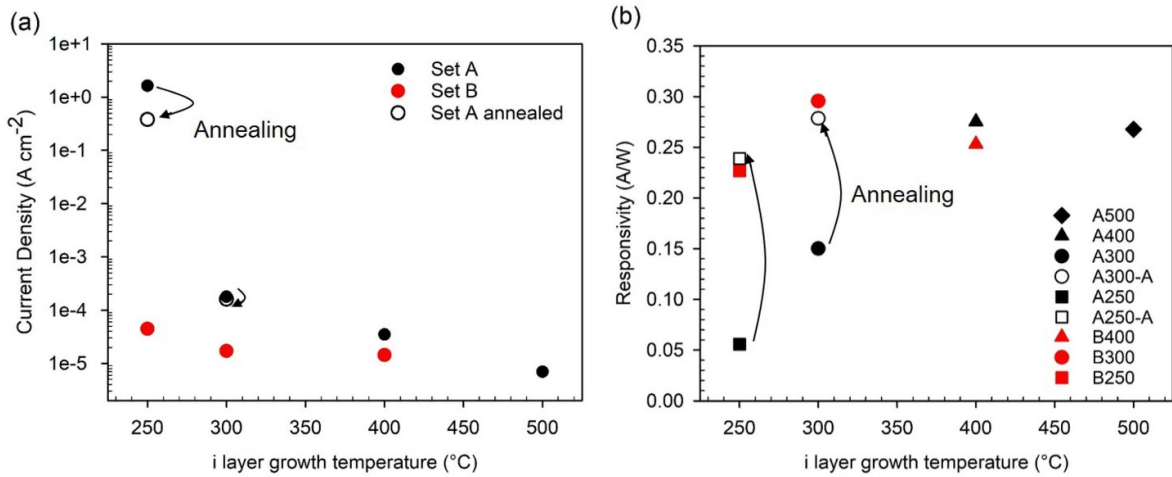 (a)
1e+1
1e+0
1e-1
1e-2
1e-3
1e-4
1e-5
Current Density (A cm⁻²)
Set A
Set B
Set A annealed
Annealing
250 300 350 400 450 500
i layer growth temperature (°C)
(b)
0.35
0.30
0.25
0.20
0.15
0.10
0.05
0.00
Responsivity (A/W)
Annealing
A500
A400
A300
A300-A
A250
A250-A
B400
B300
B250
250 300 350 400 450 500
i layer growth temperature (°C)